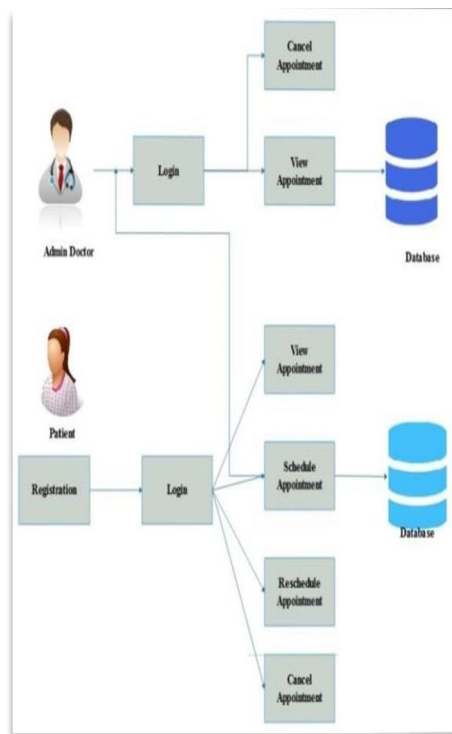 Cancel
Appointment
Login
View
Appointment
Admin Doctor
Database
View
Appointment
Patient
Registration
Login
Schedule
Appointment
Database
Reschedule
Appointment
Cancel
Appointment